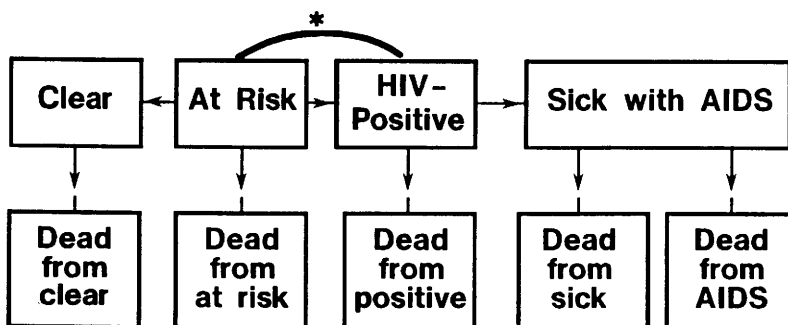 *
Clear
At Risk
HIV-
Positive
Sick with AIDS
Dead
from
clear
Dead
from
at risk
Dead
from
positive
Dead
from
sick
Dead
from
AIDS